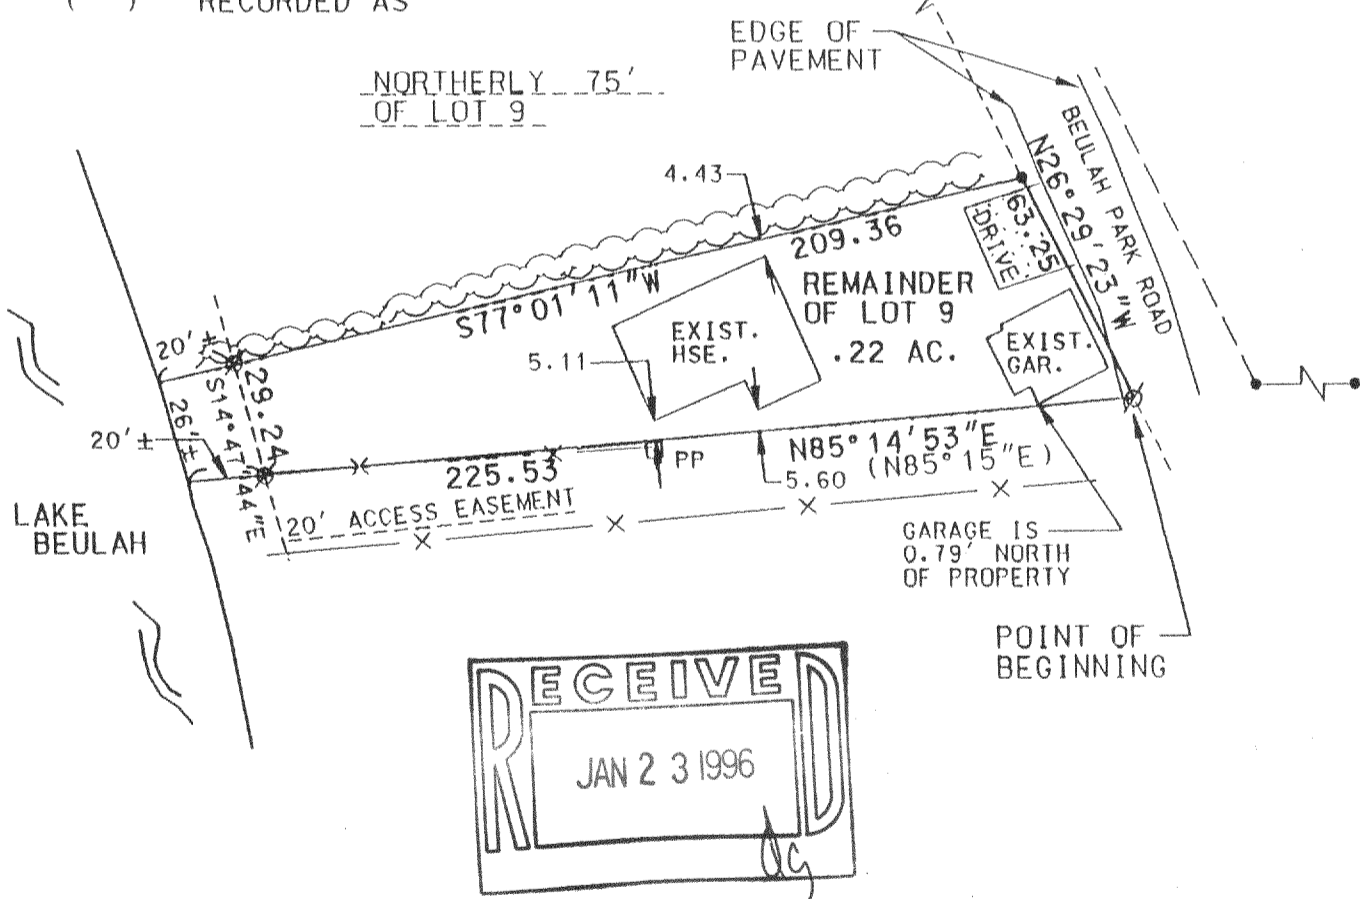 ( ) RECORDED AS
EDGE OF
PAVEMENT
NORTHERLY 75'
OF LOT 9
BEULAH PARK ROAD
N26°29'23"W
63.25
DRIVE
4.43
209.36
S77°01'11"W
REMAINDER
OF LOT 9
.22 AC.
EXIST.
HSE.
EXIST.
GAR.
5.11
20'±
29.24
S14°47'44"E
26'±
20'±
225.53
PP
N85°14'53"E
(N85°15"E)
5.60
20' ACCESS EASEMENT
LAKE
BEULAH
GARAGE IS
0.79' NORTH
OF PROPERTY
POINT OF
BEGINNING
RECEIVED
JAN 23 1996